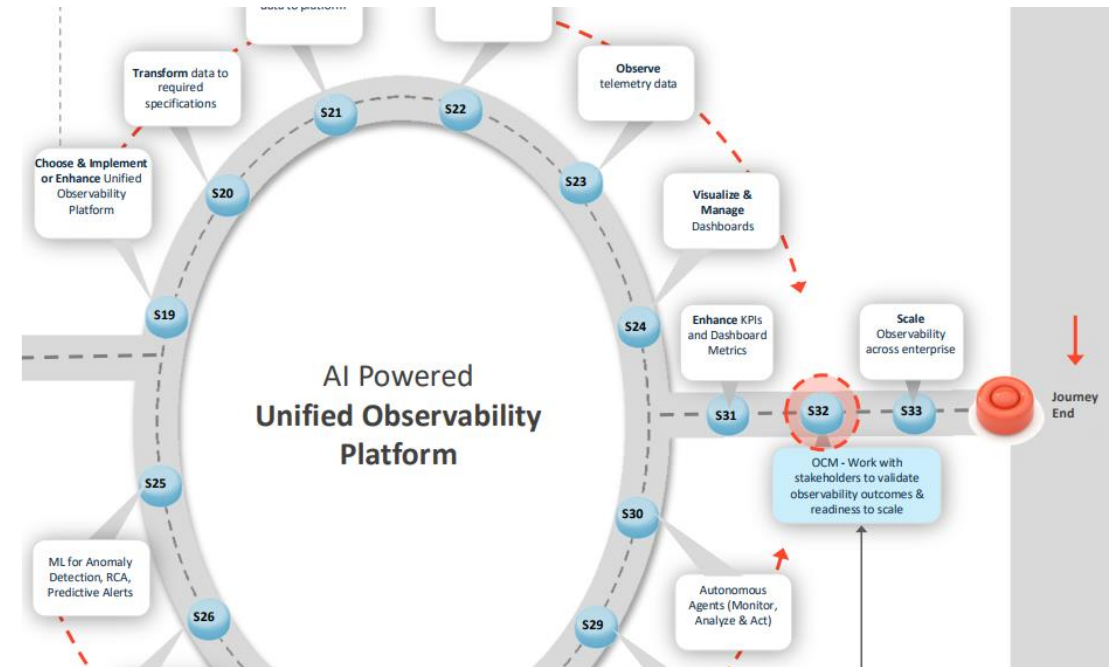 data to platform
Transform data to
required
specifications
S21
S22
Observe
telemetry data
Choose & Implement
or Enhance Unified
Observability
Platform
S20
S23
Visualize &
Manage
Dashboards
S19
S24
Enhance KPIs
and Dashboard
Metrics
Scale
Observability
across enterprise
AI Powered
Unified Observability
Platform
S31
S32
S33
Journey
End
OCM - Work with
stakeholders to validate
observability outcomes &
readiness to scale
S25
S30
ML for Anomaly
Detection, RCA,
Predictive Alerts
Autonomous
Agents (Monitor,
Analyze & Act)
S26
S29